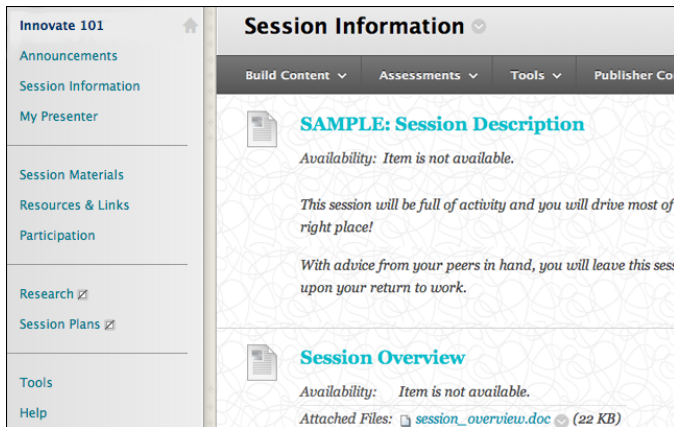 Innovate 101
Announcements
Session Information
My Presenter
Session Materials
Resources & Links
Participation
Research
Session Plans
Tools
Help
Session Information
Build Content
Assessments
Tools
Publisher Co
SAMPLE: Session Description
Availability: Item is not available.
This session will be full of activity and you will drive most of
right place!
With advice from your peers in hand, you will leave this ses
upon your return to work.
Session Overview
Availability: Item is not available.
Attached Files: session_overview.doc (22 KB)